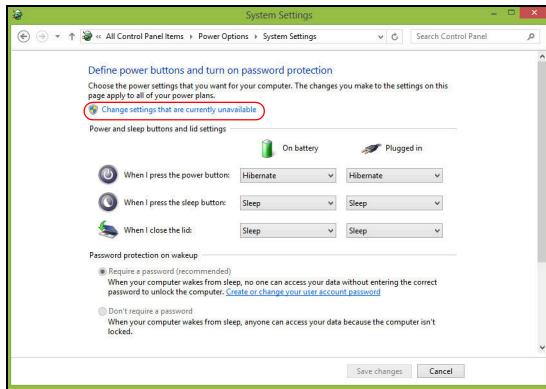 System Settings
« All Control Panel Items Power Options System Settings Search Control Panel
Define power buttons and turn on password protection
Choose the power settings that you want for your computer. The changes you make to the settings on this
page apply to all of your power plans.
Change settings that are currently unavailable
Power and sleep buttons and lid settings
On battery Plugged in
When I press the power button: Hibernate Hibernate
When I press the sleep button: Sleep Sleep
When I close the lid: Sleep Sleep
Password protection on wakeup
Require a password (recommended)
When your computer wakes from sleep, no one can access your data without entering the correct
password to unlock the computer. Create or change your user account password
Don't require a password
When your computer wakes from sleep, anyone can access your data because the computer isn't
locked.
Save changes Cancel